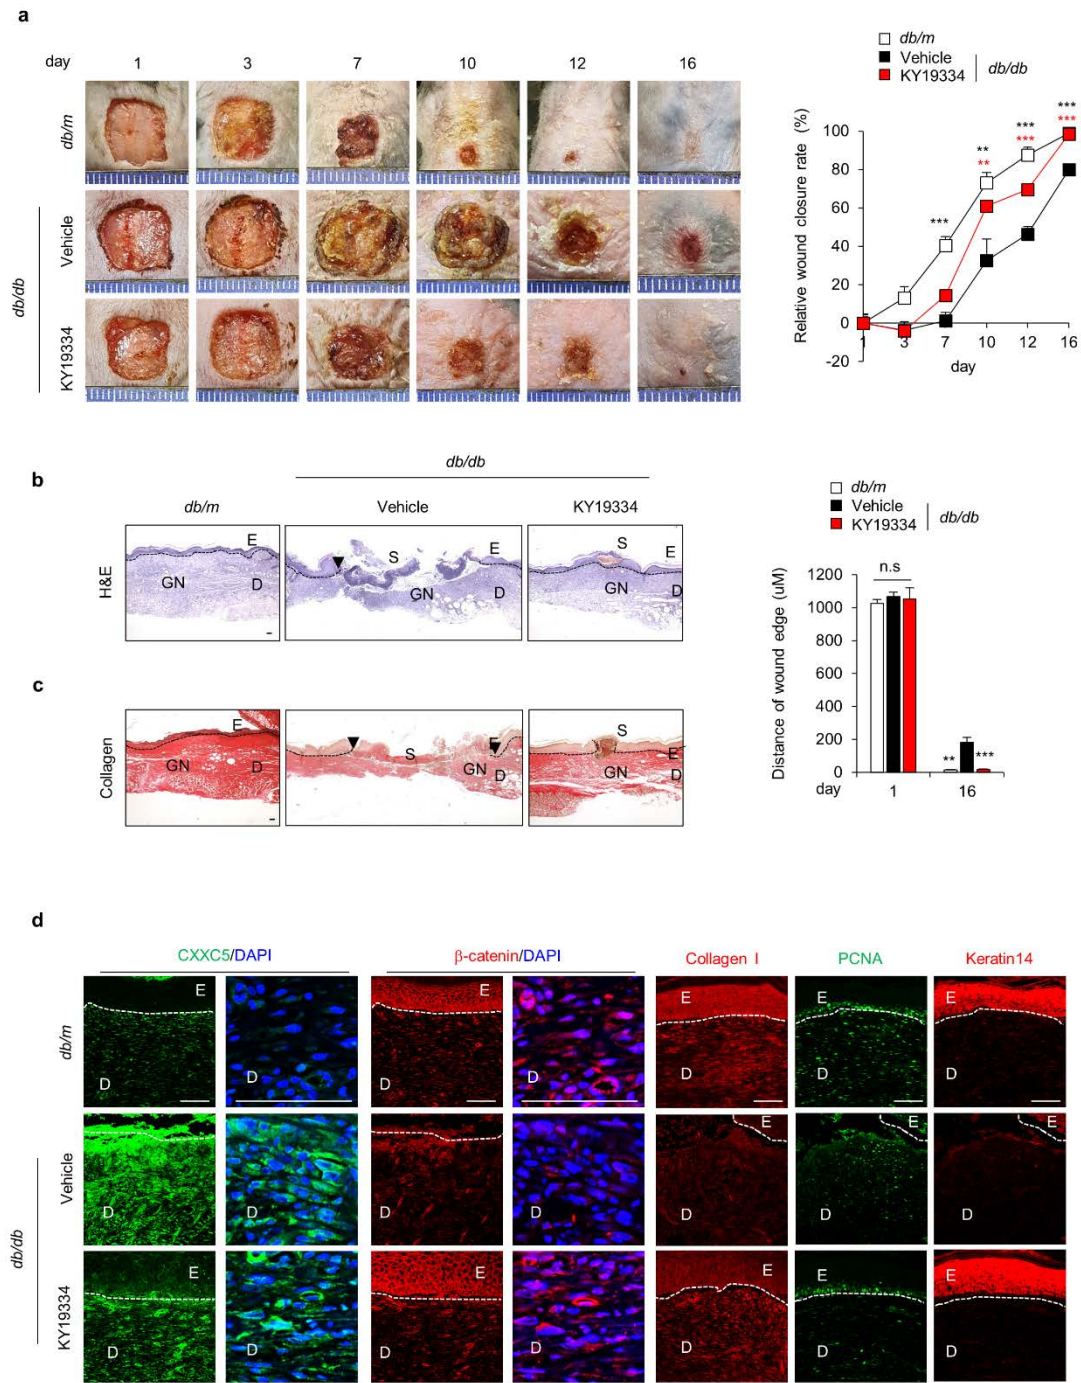 a
day 1 3 7 10 12 16
db/m
db/db
Vehicle
KY19334
db/m
Vehicle
KY19334
db/db
Relative wound closure rate (%)
100
80
60
40
20
0
-20
***
**
**
***
***
***
***
1 3 7 10 12 16
day
b
db/db
db/m Vehicle KY19334
H&E
E
GN
D
S
E
GN
D
S
E
GN
D
c
Collagen
E
GN
D
S
E
GN
D
S
E
GN
D
db/m
Vehicle
KY19334
db/db
Distance of wound edge (uM)
1200
1000
800
600
400
200
0
n.s
**
***
day 1 16
d
CXXC5/DAPI β-catenin/DAPI Collagen I PCNA Keratin14
db/m
E
D
D
E
D
D
E
D
E
D
E
D
db/db
Vehicle
D
D
D
D
E
D
E
D
E
D
KY19334
E
D
D
E
D
D
E
D
E
D
E
D